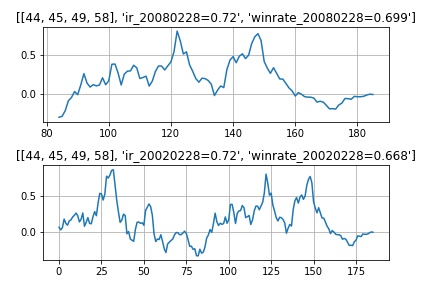 [[44, 45, 49, 58], 'ir_20080228=0.72', 'winrate_20080228=0.699']
0.5
0.0
80 100 120 140 160 180
[[44, 45, 49, 58], 'ir_20020228=0.72', 'winrate_20020228=0.668']
0.5
0.0
0 25 50 75 100 125 150 175